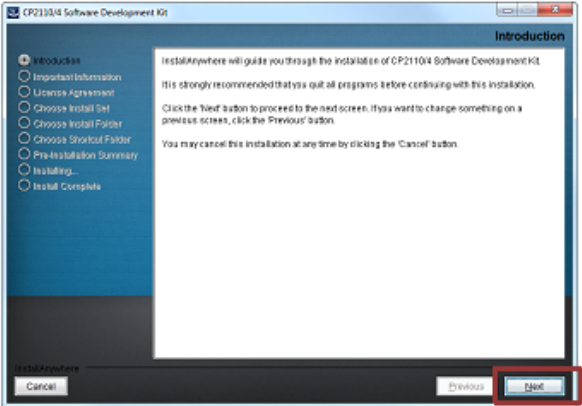 CP2110/4 Software Development Kit
Introduction
Introduction
Important Information
License Agreement
Choose Install Set
Choose Install Folder
Choose Shortcut Folder
Pre-Installation Summary
Installing...
Install Complete
InstallAnywhere will guide you through the installation of CP2110/4 Software Development Kit.
It is strongly recommended that you quit all programs before continuing with this installation.
Click the 'Next' button to proceed to the next screen. If you want to change something on a
previous screen, click the 'Previous' button.
You may cancel this installation at any time by clicking the 'Cancel' button.
InstallAnywhere
Cancel
Previous
Next